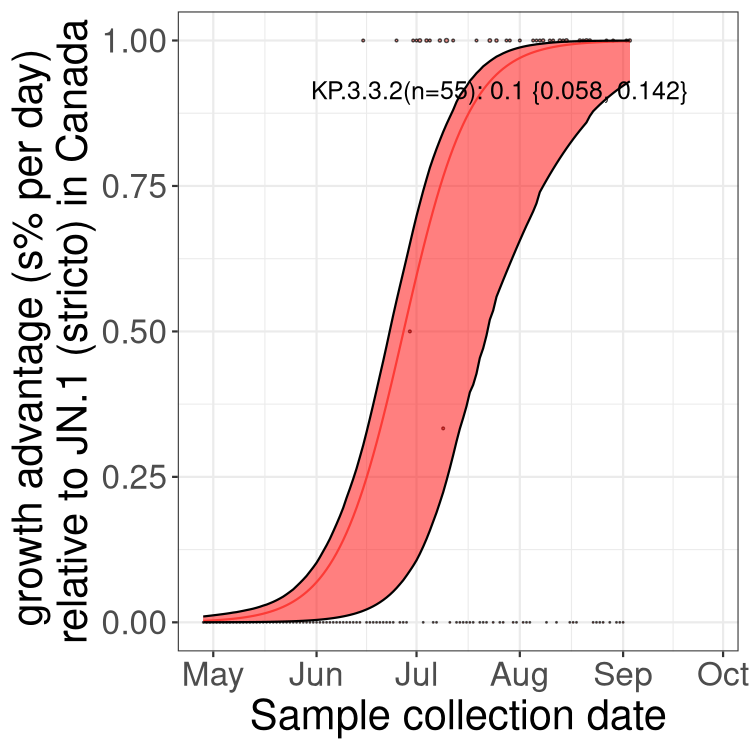 growth advantage (s% per day)
relative to JN.1 (stricto) in Canada
1.00
0.75
0.50
0.25
0.00
KP.3.3.2(n=55): 0.1 {0.058, 0.142}
May Jun Jul Aug Sep Oct
Sample collection date